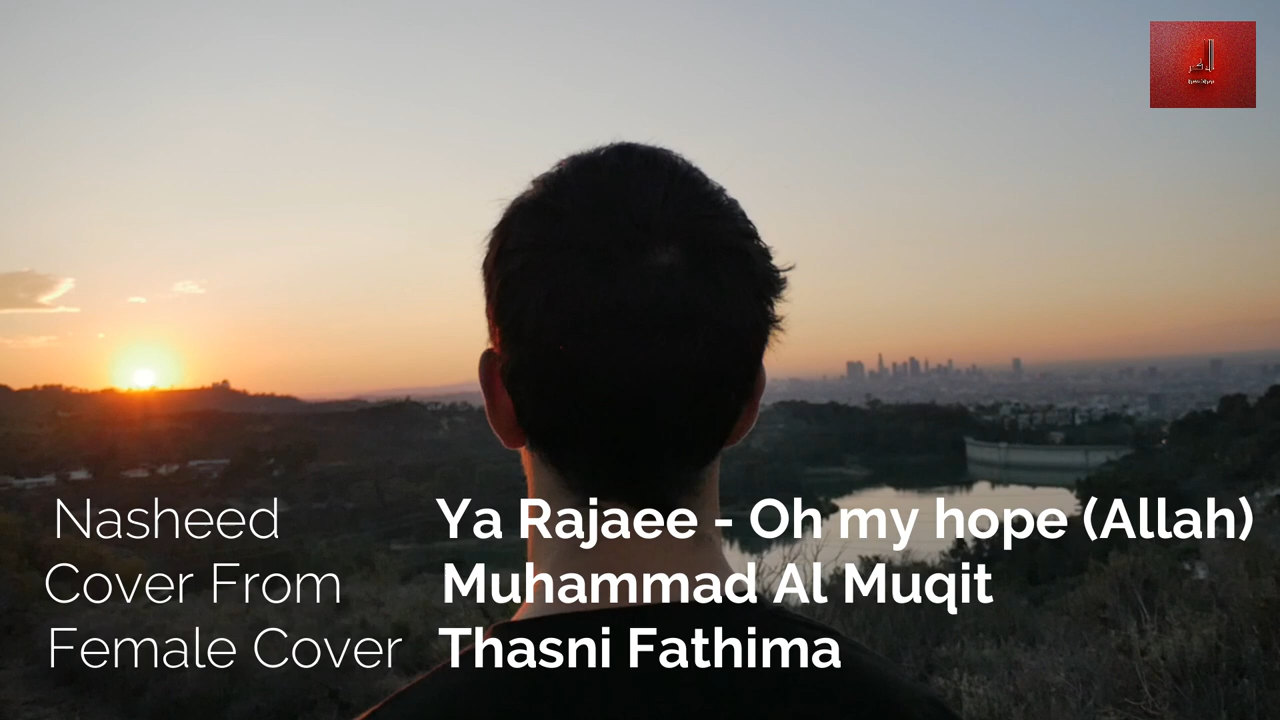 Nasheed Ya Rajaee - Oh my hope (Allah)
Cover From Muhammad Al Muqit
Female Cover Thasni Fathima